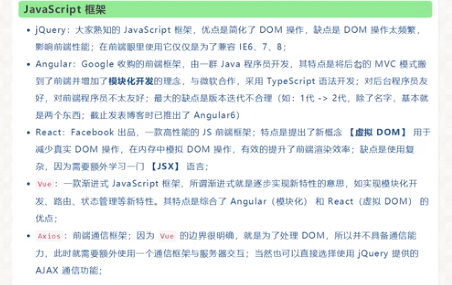 JavaScript 框架
• jQuery：大家熟知的 JavaScript 框架，优点是简化了 DOM 操作，缺点是 DOM 操作太频繁，
影响前端性能；在前端眼里使用它仅仅是为了兼容 IE6，7，8；
• Angular：Google 收购的前端框架，由一群 Java 程序员开发，其特点是将后台的 MVC 模式搬
到了前端并增加了模块化开发的理念，与微软合作，采用 TypeScript 语法开发；对后台程序员友
好，对前端程序员不太友好；最大的缺点是版本迭代不合理（如：1代 -> 2代，除了名字，基本就
是两个东西；截止发表博客时已推出了 Angular6）
• React：Facebook 出品，一款高性能的 JS 前端框架；特点是提出了新概念 【虚拟 DOM】 用于
减少真实 DOM 操作，在内存中模拟 DOM 操作，有效的提升了前端渲染效率；缺点是使用复
杂，因为需要额外学习一门 【JSX】 语言；
• Vue：一款渐进式 JavaScript 框架，所谓渐进式就是逐步实现新特性的意思，如实现模块化开
发、路由、状态管理等新特性。其特点是综合了 Angular（模块化） 和 React（虚拟 DOM） 的
优点；
• Axios：前端通信框架；因为 Vue 的边界很明确，就是为了处理 DOM，所以并不具备通信能
力，此时就需要额外使用一个通信框架与服务器交互；当然也可以直接选择使用 jQuery 提供的
AJAX 通信功能；